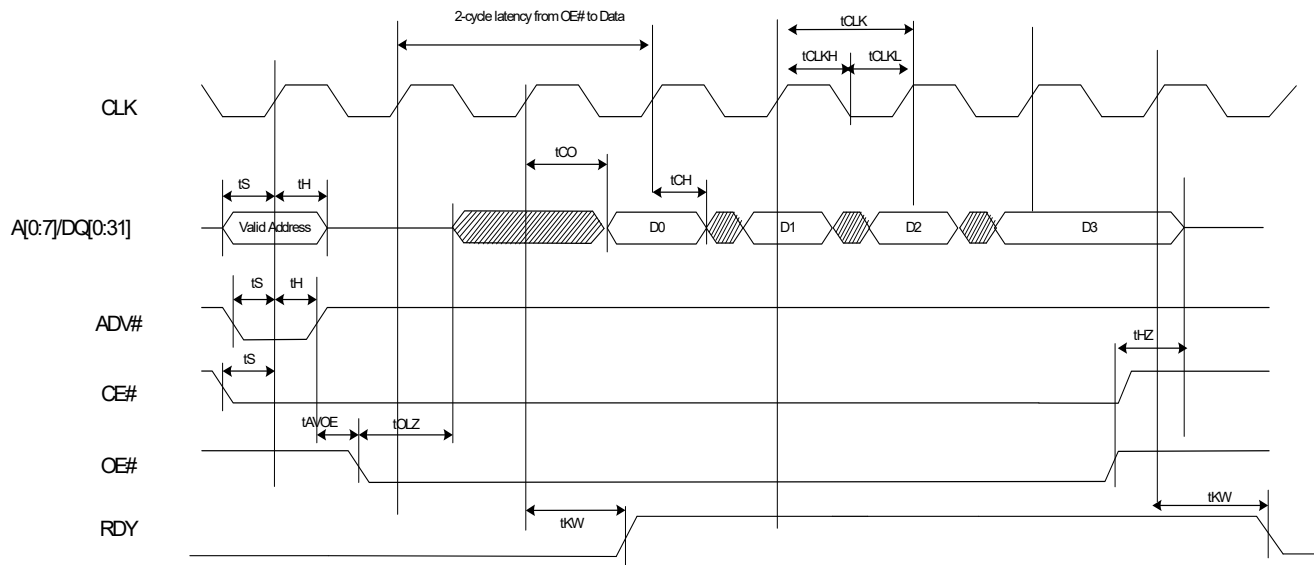 2-cycle latency from OE# to Data
tCLK
tCLKH
tCLKL
CLK
tCO
tS
tH
tCH
A[0:7]/DQ[0:31]
Valid Address
D0
D1
D2
D3
tS
tH
ADV#
tHZ
tS
CE#
tAVOE
tOLZ
OE#
tKW
tKW
RDY